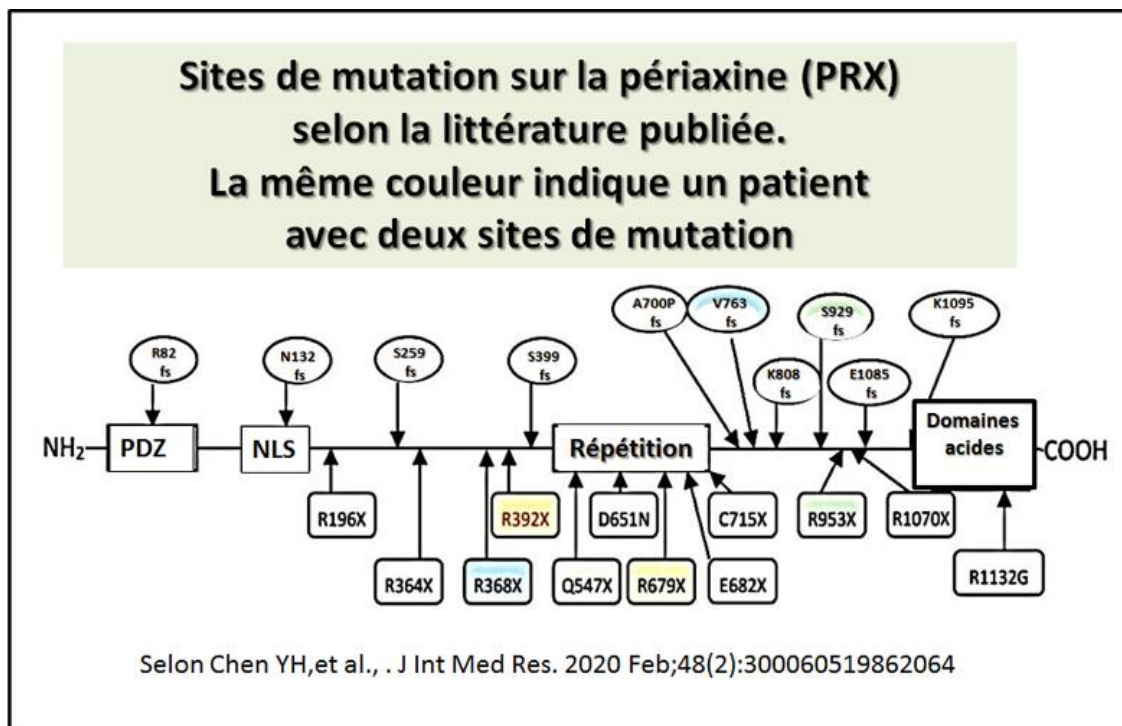 Sites de mutation sur la périaxine (PRX)
selon la littérature publiée.
La même couleur indique un patient
avec deux sites de mutation
A700P
fs
V763
fs
S929
fs
K1095
fs
R82
fs
N132
fs
S259
fs
S399
fs
K808
fs
E1085
fs
NH₂
PDZ
NLS
Répétition
Domaines
acides
COOH
R196X
R392X
D651N
C715X
R953X
R1070X
R364X
R368X
Q547X
R679X
E682X
R1132G
Selon Chen YH,et al., . J Int Med Res. 2020 Feb;48(2):300060519862064